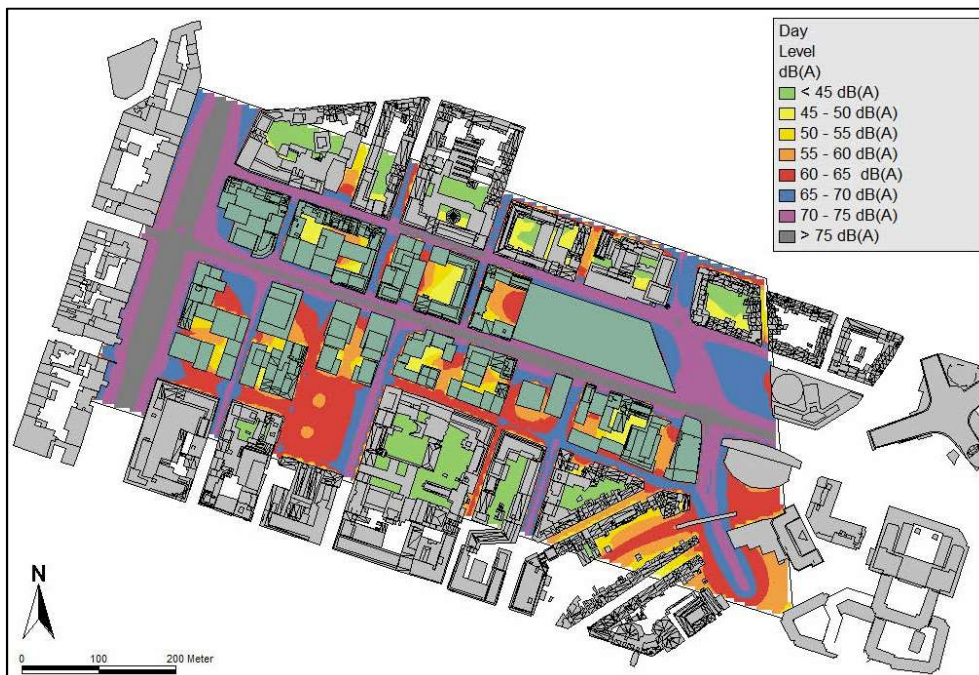 Day
Level
dB(A)
< 45 dB(A)
45 - 50 dB(A)
50 - 55 dB(A)
55 - 60 dB(A)
60 - 65 dB(A)
65 - 70 dB(A)
70 - 75 dB(A)
> 75 dB(A)
N
0 100 200 Meter